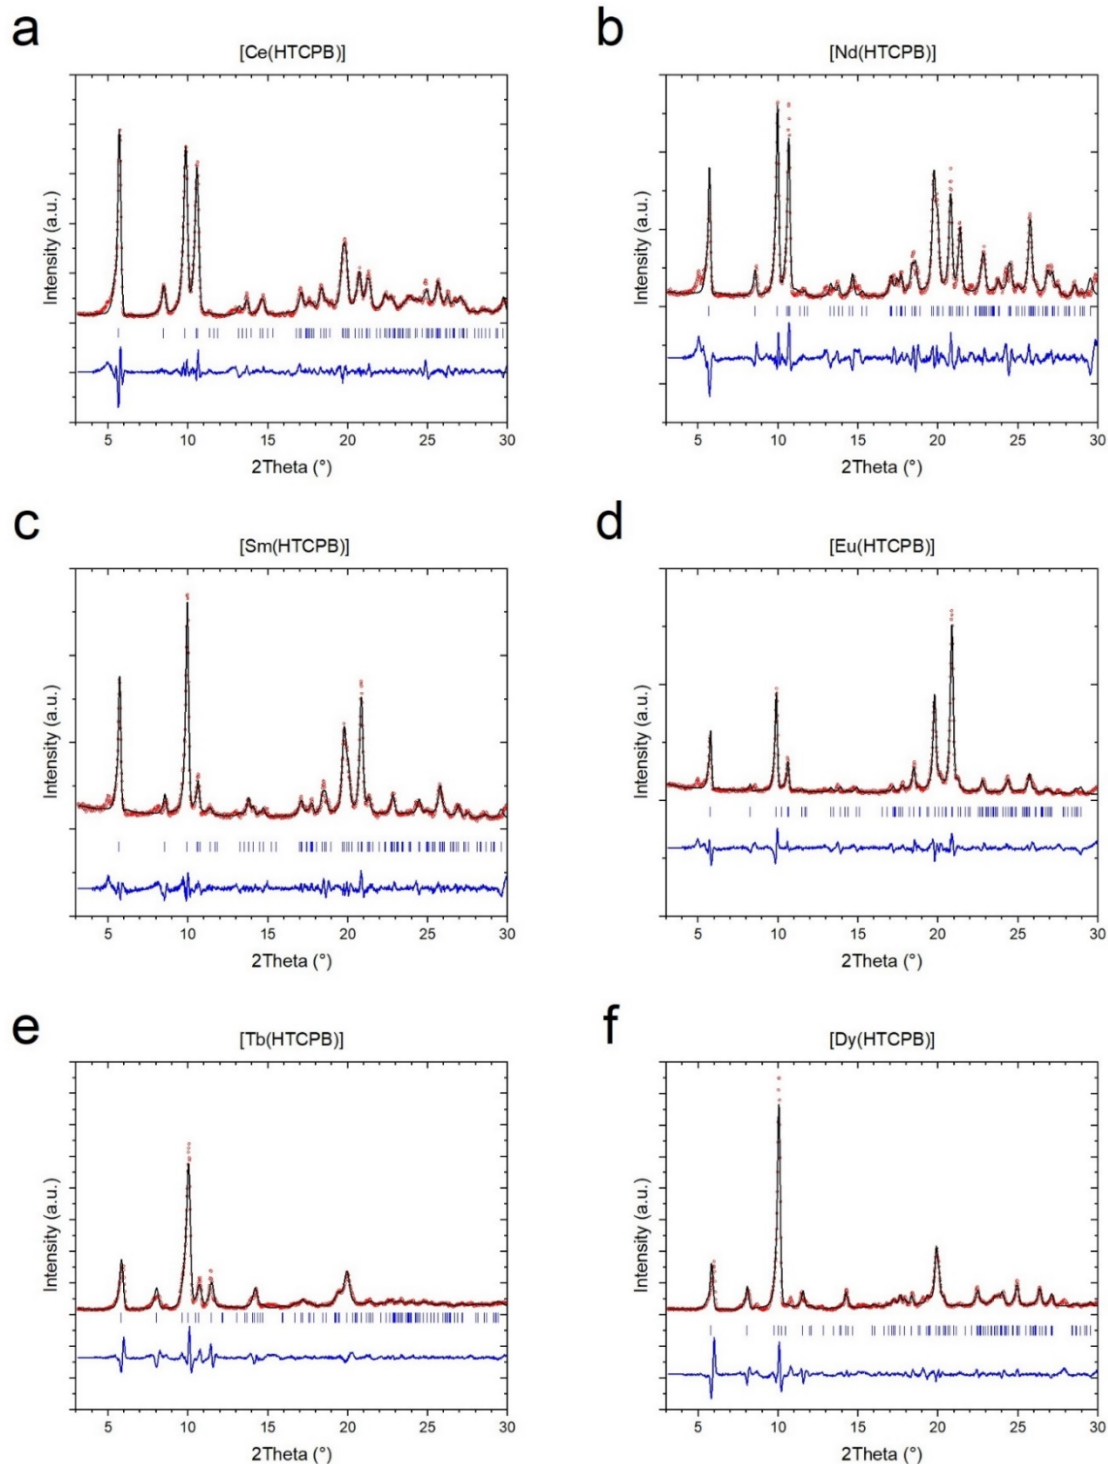 a
[Ce(HTCPB)]
Intensity (a.u.)
5 10 15 20 25 30
2Theta (°)
b
[Nd(HTCPB)]
Intensity (a.u.)
5 10 15 20 25 30
2Theta (°)
c
[Sm(HTCPB)]
Intensity (a.u.)
5 10 15 20 25 30
2Theta (°)
d
[Eu(HTCPB)]
Intensity (a.u.)
5 10 15 20 25 30
2Theta (°)
e
[Tb(HTCPB)]
Intensity (a.u.)
5 10 15 20 25 30
2Theta (°)
f
[Dy(HTCPB)]
Intensity (a.u.)
5 10 15 20 25 30
2Theta (°)